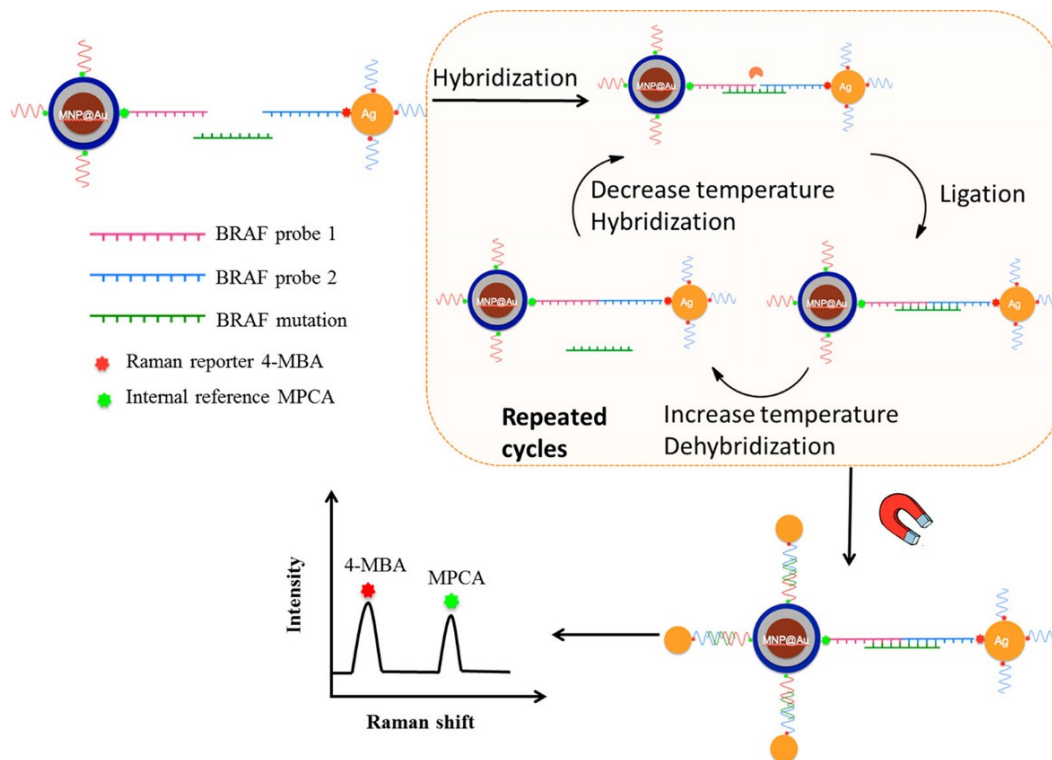 MNP@Au
Ag
Hybridization
MNP@Au
Ag
Decrease temperature
Hybridization
Ligation
BRAF probe 1
BRAF probe 2
BRAF mutation
Raman reporter 4-MBA
Internal reference MPCA
MNP@Au
Ag
MNP@Au
Ag
Repeated
cycles
Increase temperature
Dehybridization
4-MBA
MPCA
Intensity
Raman shift
MNP@Au
Ag